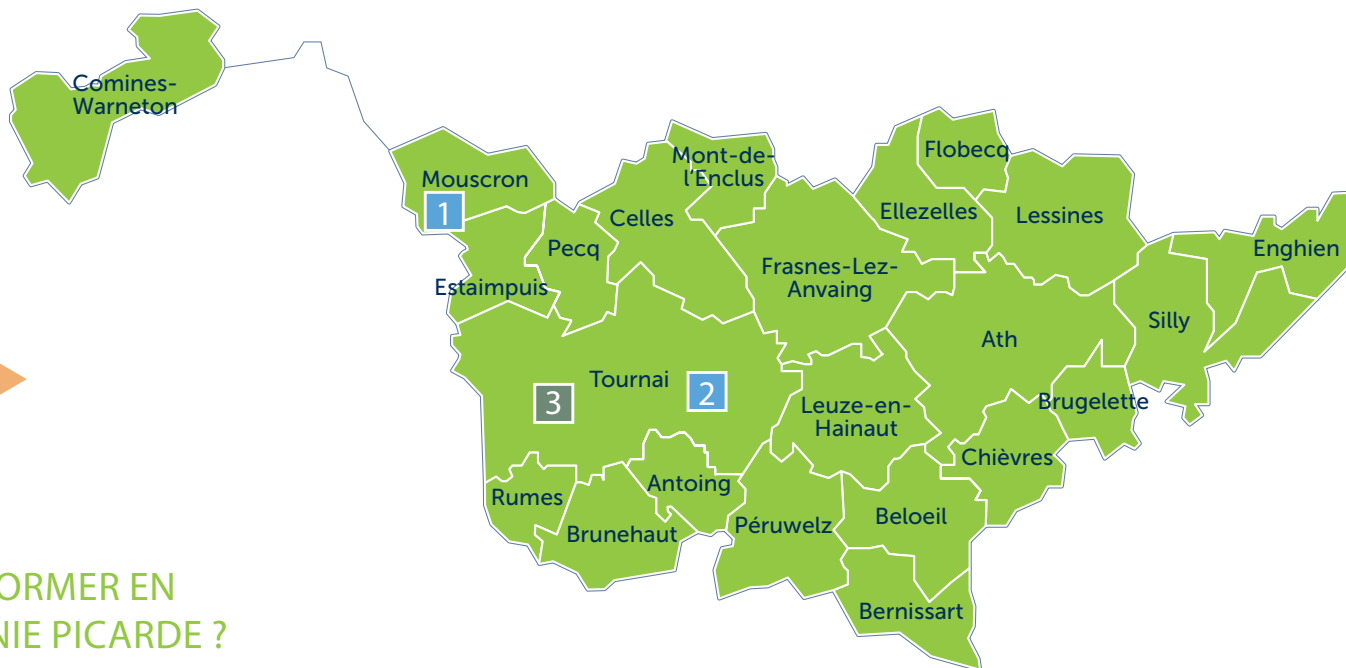 Comines-
Warneton
Mouscron
1
Mont-de-
l'Enclus
Flobecq
Celles
Ellezelles
Lessines
Pecq
Enghien
Frasnes-Lez-
Anvaing
Estaimpuis
Silly
Ath
Tournai
2
3
Leuze-en-
Hainaut
Brugelette
Chièvres
Antoing
Rumes
Beloeil
Péruwelz
Brunehaut
Bernissart
ORMER EN
NIE PICARDE ?